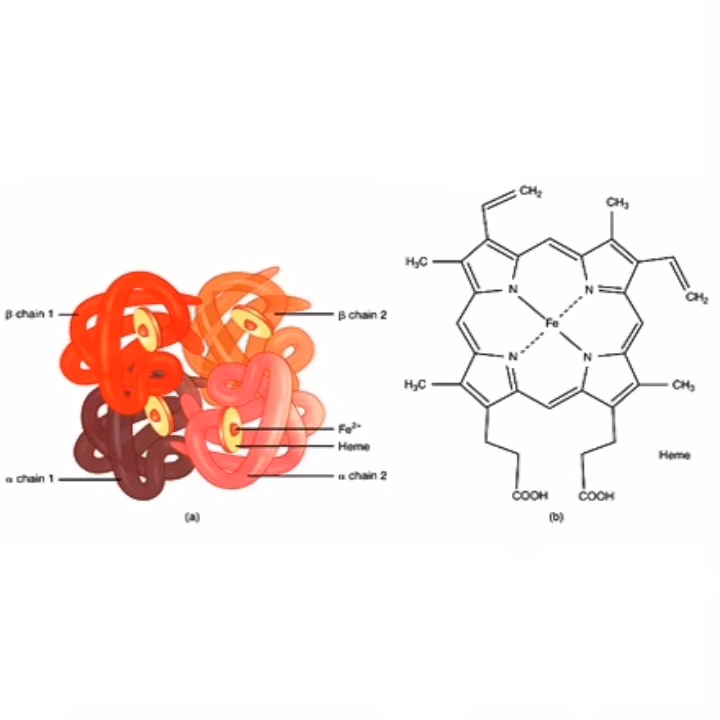 β chain 1
β chain 2
Fe²⁺
Heme
α chain 1
α chain 2
(a)
CH₂
CH₃
H₃C
CH₂
N
N
Fe
N
N
H₃C
CH₃
Heme
COOH
COOH
(b)